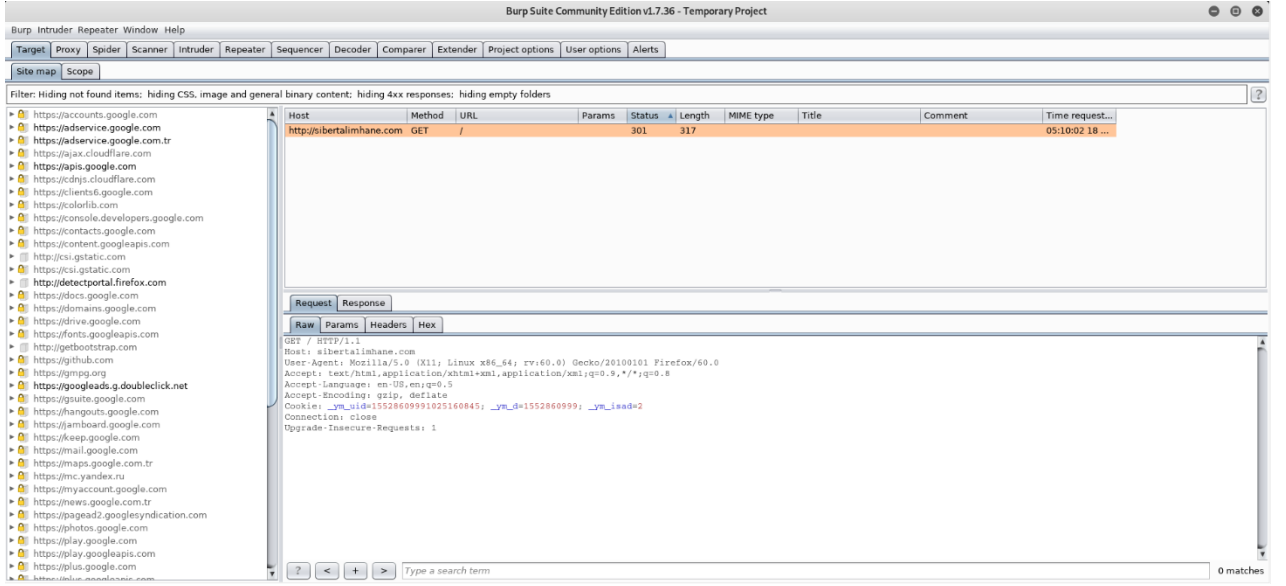 Burp Suite Community Edition v1.7.36 - Temporary Project
Burp Intruder Repeater Window Help
Target Proxy Spider Scanner Intruder Repeater Sequencer Decoder Comparer Extender Project options User options Alerts
Site map Scope
Filter: Hiding not found items; hiding CSS, image and general binary content; hiding 4xx responses; hiding empty folders ?
https://accounts.google.com
https://adservice.google.com
https://adservice.google.com.tr
https://ajax.cloudflare.com
https://apis.google.com
https://cdnjs.cloudflare.com
https://clients6.google.com
https://colorlib.com
https://console.developers.google.com
https://contacts.google.com
https://content.googleapis.com
http://csi.gstatic.com
https://csi.gstatic.com
http://detectportal.firefox.com
https://docs.google.com
https://domains.google.com
https://drive.google.com
https://fonts.googleapis.com
http://getbootstrap.com
https://github.com
https://gmpg.org
https://googleads.g.doubleclick.net
https://gsuite.google.com
https://hangouts.google.com
https://jamboard.google.com
https://keep.google.com
https://mail.google.com
https://maps.google.com.tr
https://mc.yandex.ru
https://myaccount.google.com
https://news.google.com.tr
https://pagead2.googlesyndication.com
https://photos.google.com
https://play.google.com
https://play.googleapis.com
https://plus.google.com
https://plus.googleapis.com
Host Method URL Params Status Length MIME type Title Comment Time request...
http://sibertalimhane.com GET / 301 317 05:10:02 18 ...
Request Response
Raw Params Headers Hex
GET / HTTP/1.1
Host: sibertalimhane.com
User-Agent: Mozilla/5.0 (X11; Linux x86_64; rv:60.0) Gecko/20100101 Firefox/60.0
Accept: text/html,application/xhtml+xml,application/xml;q=0.9,*/*;q=0.8
Accept-Language: en-US,en;q=0.5
Accept-Encoding: gzip, deflate
Cookie: _ym_uid=15528609991025160845; _ym_d=1552860999; _ym_isad=2
Connection: close
Upgrade-Insecure-Requests: 1
? < + > Type a search term 0 matches